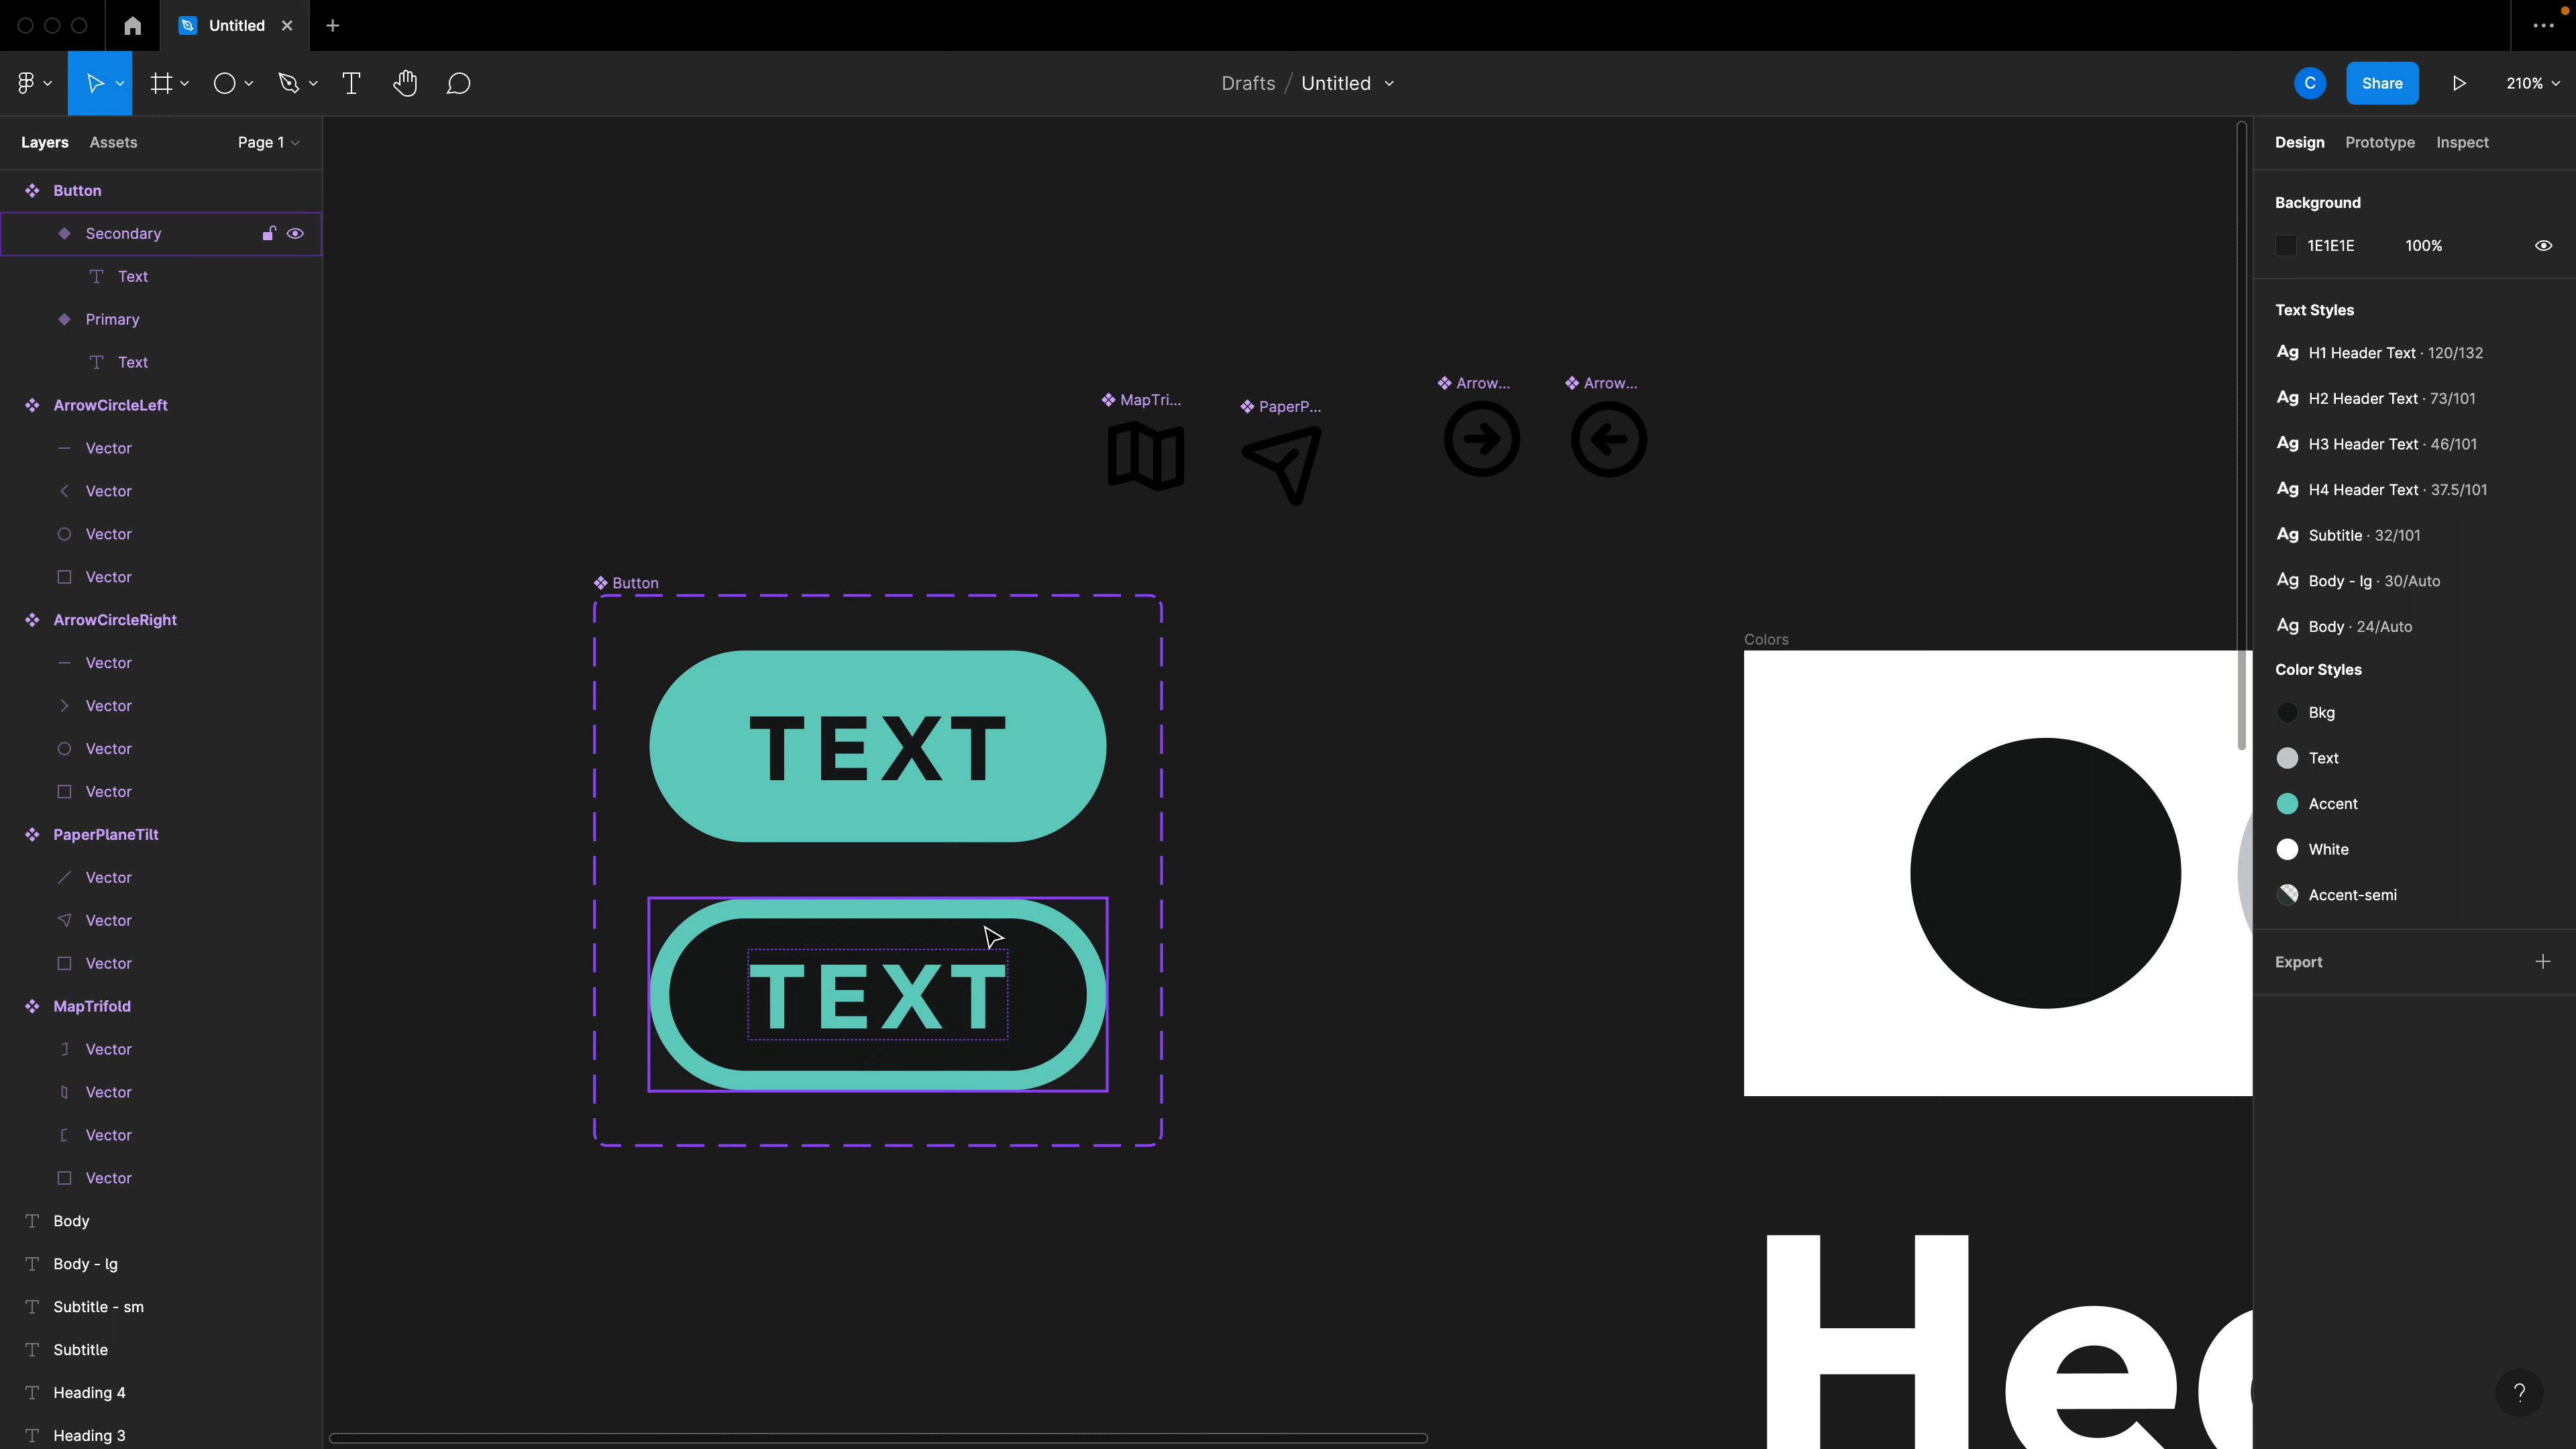 Untitled
Drafts / Untitled
C
Share
210%
Layers
Assets
Page 1
Button
Secondary
Text
Primary
Text
ArrowCircleLeft
Vector
Vector
Vector
Vector
ArrowCircleRight
Vector
Vector
Vector
Vector
PaperPlaneTilt
Vector
Vector
Vector
MapTrifold
Vector
Vector
Vector
Vector
Body
Body - lg
Subtitle - sm
Subtitle
Heading 4
Heading 3
MapTri...
PaperP...
Arrow...
Arrow...
Button
TEXT
TEXT
Colors
Hea
Design
Prototype
Inspect
Background
1E1E1E
100%
Text Styles
Ag H1 Header Text · 120/132
Ag H2 Header Text · 73/101
Ag H3 Header Text · 46/101
Ag H4 Header Text · 37.5/101
Ag Subtitle · 32/101
Ag Body - lg · 30/Auto
Ag Body · 24/Auto
Color Styles
Bkg
Text
Accent
White
Accent-semi
Export
?